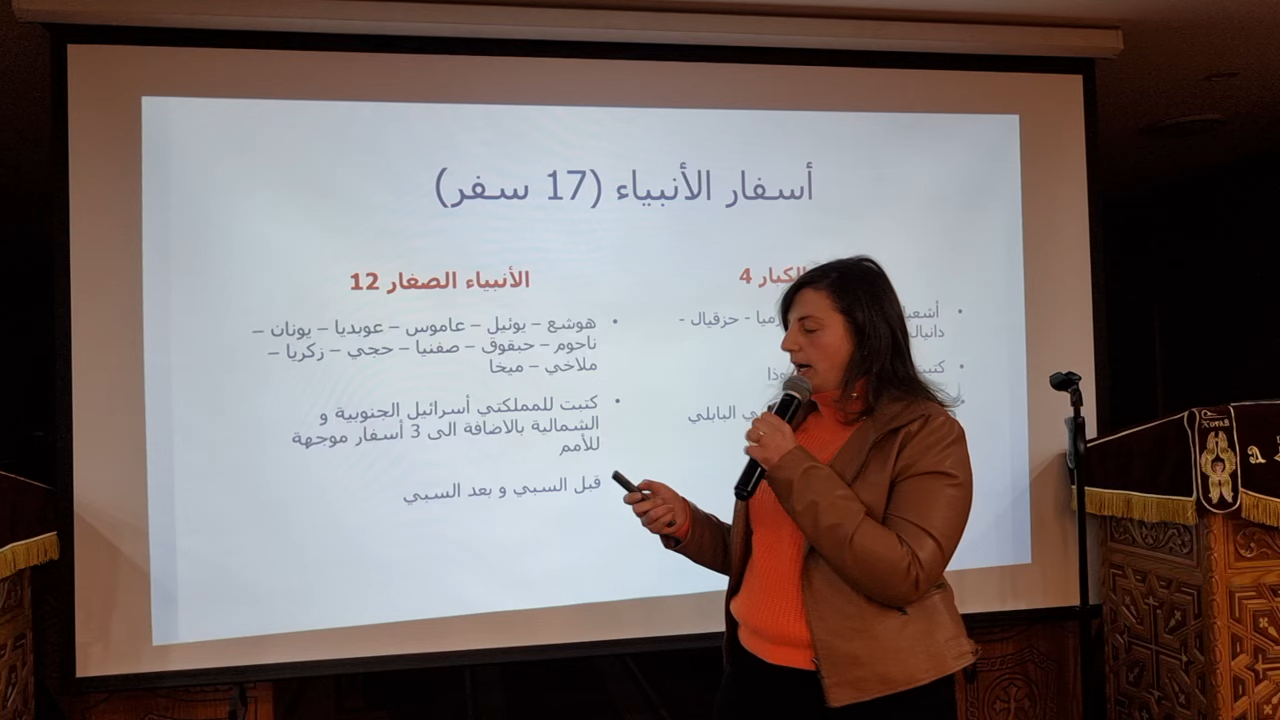 أسفار الأنبياء (17 سفر)
الكبار 4
أشعيا
حزقيال -
دانيال
كتبت
البابلي
الأنبياء الصغار 12
هوشع – يوئيل – عاموس – عوبديا – يونان –
ناحوم – حبقوق – صفنيا – حجي – زكريا –
ملاخي – ميخا
كتبت للمملكتي أسرائيل الجنوبية و
الشمالية بالاضافة الى 3 أسفار موجهة
للأمم
قبل السبي و بعد السبي